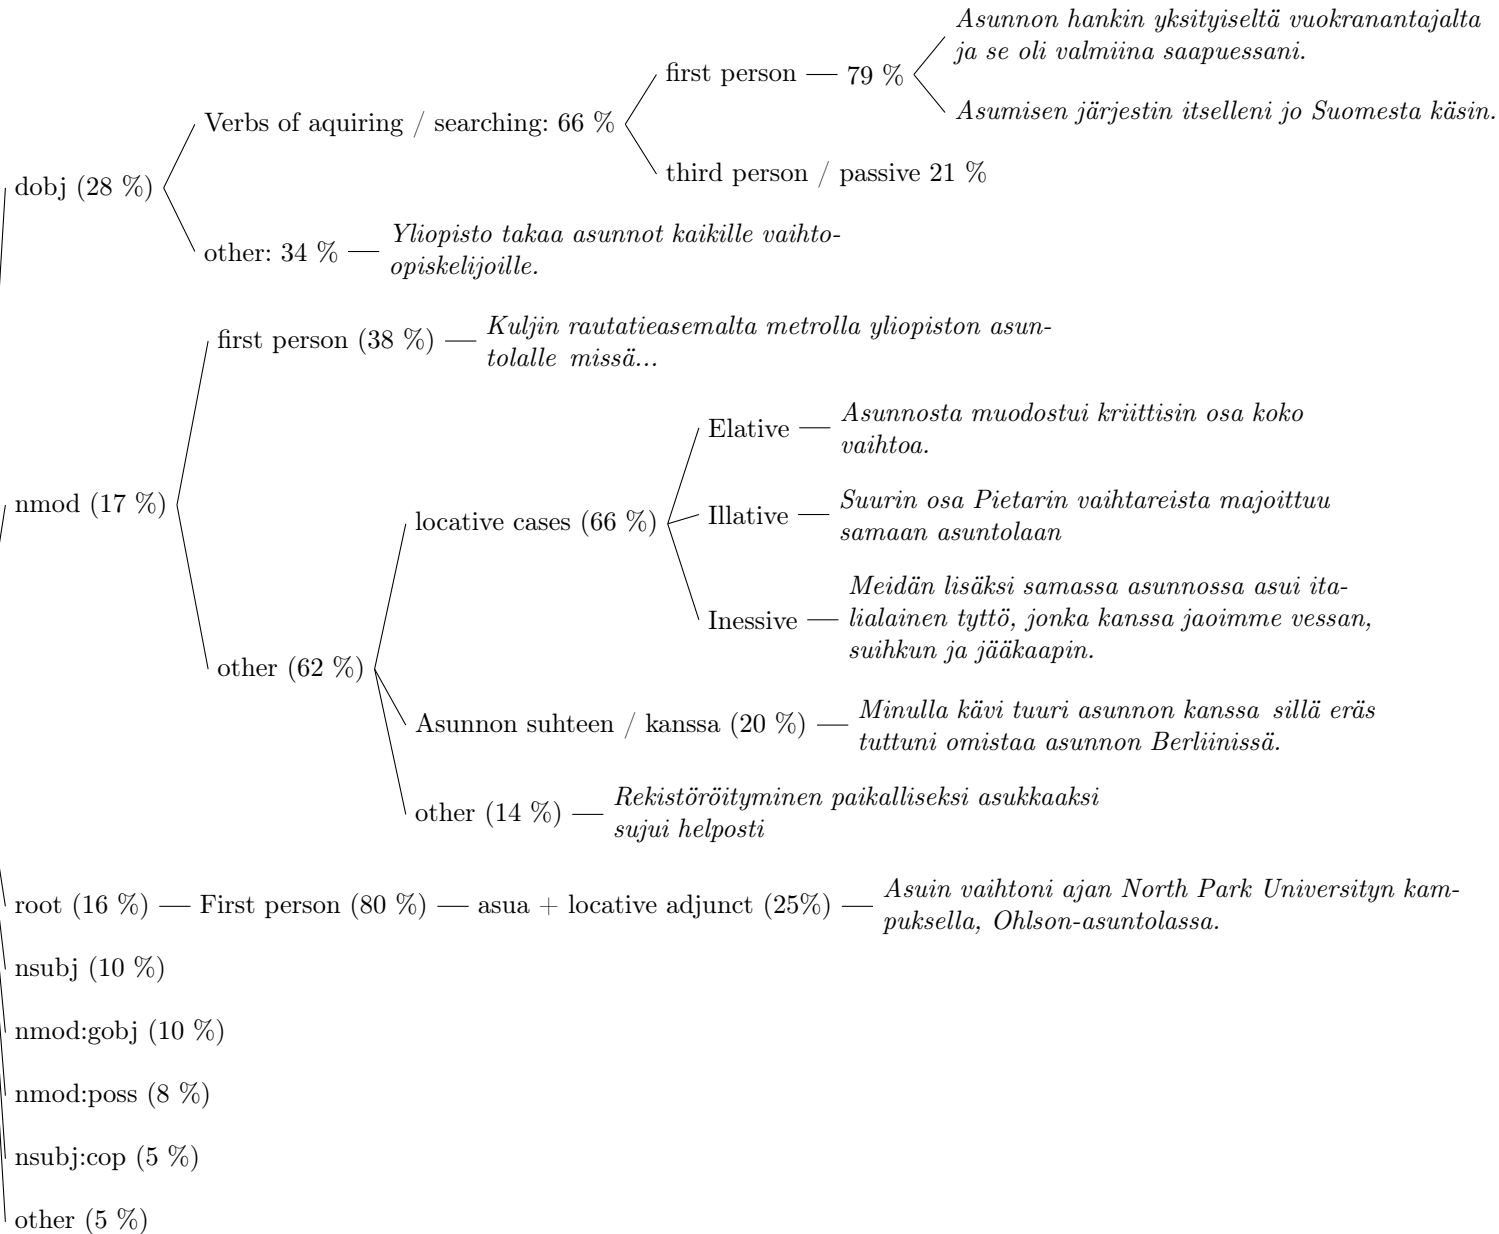 Asunnon hankin yksityiseltä vuokranantajalta
ja se oli valmiina saapuessani.
first person — 79 %
Asumisen järjestin itselleni jo Suomesta käsin.
Verbs of aquiring / searching: 66 %
third person / passive 21 %
dobj (28 %)
Yliopisto takaa asunnot kaikille vaihto-
other: 34 %
opiskelijoille.
Kuljin rautatieasemalta metrolla yliopiston asun-
first person (38 %)
tolalle missä...
Asunnosta muodostui kriittisin osa koko
Elative
vaihtoa.
nmod (17 %)
Suurin osa Pietarin vaihtareista majoittuu
Illative
samaan asuntolaan
locative cases (66 %)
Meidän lisäksi samassa asunnossa asui ita-
Inessive
lialainen tyttö, jonka kanssa jaoimme vessan,
suihkun ja jääkaapin.
other (62 %)
Minulla kävi tuuri asunnon kanssa sillä eräs
Asunnon suhteen / kanssa (20 %)
tuttuni omistaa asunnon Berliinissä.
Rekistöröityminen paikalliseksi asukkaaksi
other (14 %)
sujui helposti
Asuin vaihtoni ajan North Park Universityn kam-
root (16 %) — First person (80 %) — asua + locative adjunct (25%)
puksella, Ohlson-asuntolassa.
nsubj (10 %)
nmod:gobj (10 %)
nmod:poss (8 %)
nsubj:cop (5 %)
other (5 %)